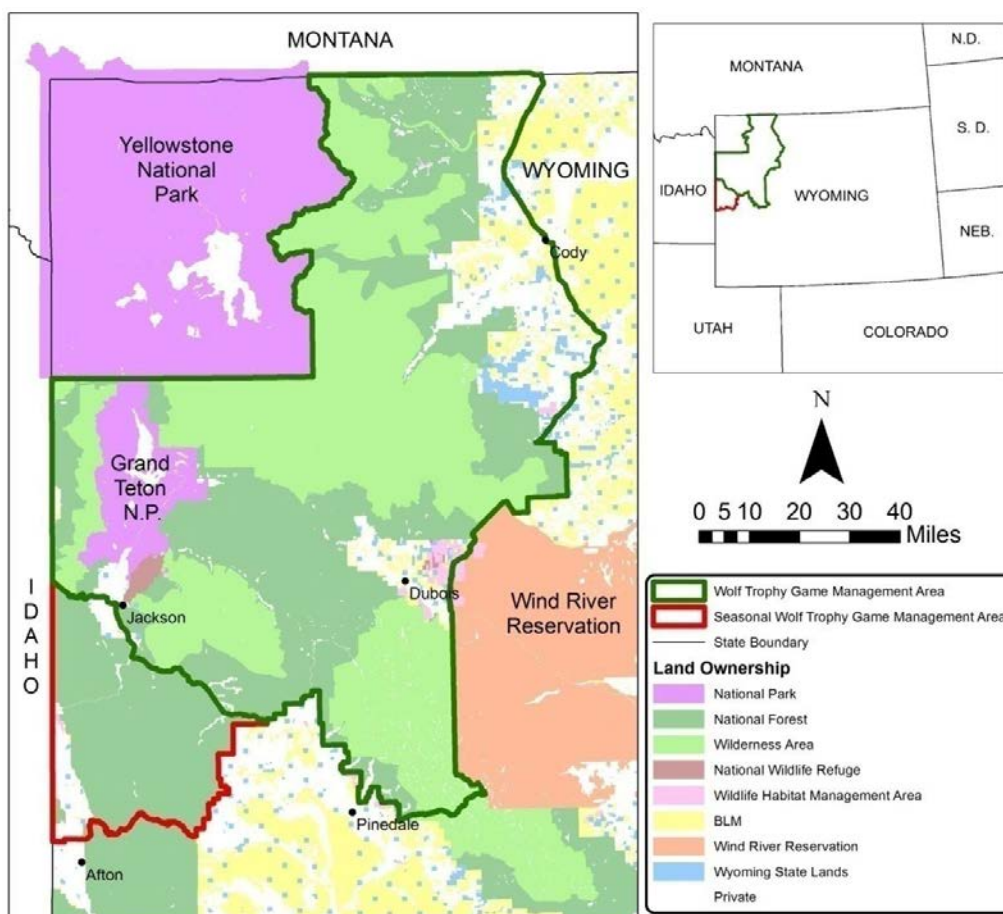 MONTANA
Yellowstone
National
Park
WYOMING
Cody
Grand
Teton
N.P.
Jackson
Dubois
Wind River
Reservation
I
D
A
H
O
Pinedale
Afton
N.D.
MONTANA
S. D.
IDAHO
WYOMING
NEB.
UTAH
COLORADO
N
0 5 10 20 30 40
Miles
Wolf Trophy Game Management Area
Seasonal Wolf Trophy Game Management Area
State Boundary
Land Ownership
National Park
National Forest
Wilderness Area
National Wildlife Refuge
Wildlife Habitat Management Area
BLM
Wind River Reservation
Wyoming State Lands
Private